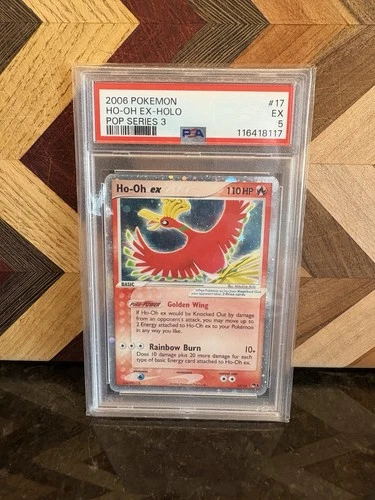 2006 POKEMON #17
HO-OH EX-HOLO EX
POP SERIES 3 5
PSA 116418117
Ho-Oh ex 110 HP
BASIC
POKé-POWER Golden Wing
If Ho-Oh ex would be Knocked Out by damage
from an opponent's attack, you may move up to
2 Energy attached to Ho-Oh ex to your Pokémon
in any way you like.
Rainbow Burn 10+
Does 10 damage plus 20 more damage for each
type of basic Energy card attached to Ho-Oh ex.